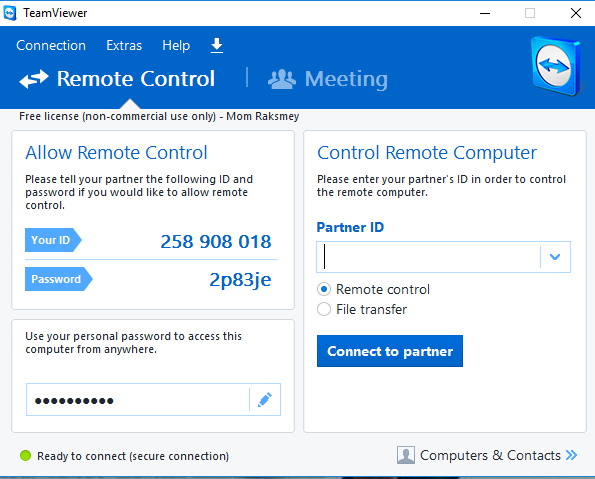 TeamViewer
Connection Extras Help
Remote Control Meeting
Free license (non-commercial use only) - Mom Raksmey
Allow Remote Control
Please tell your partner the following ID and
password if you would like to allow remote
control.
Your ID 258 908 018
Password 2p83je
Use your personal password to access this
computer from anywhere.
Control Remote Computer
Please enter your partner's ID in order to control
the remote computer.
Partner ID
Remote control
File transfer
Connect to partner
Ready to connect (secure connection)
Computers & Contacts